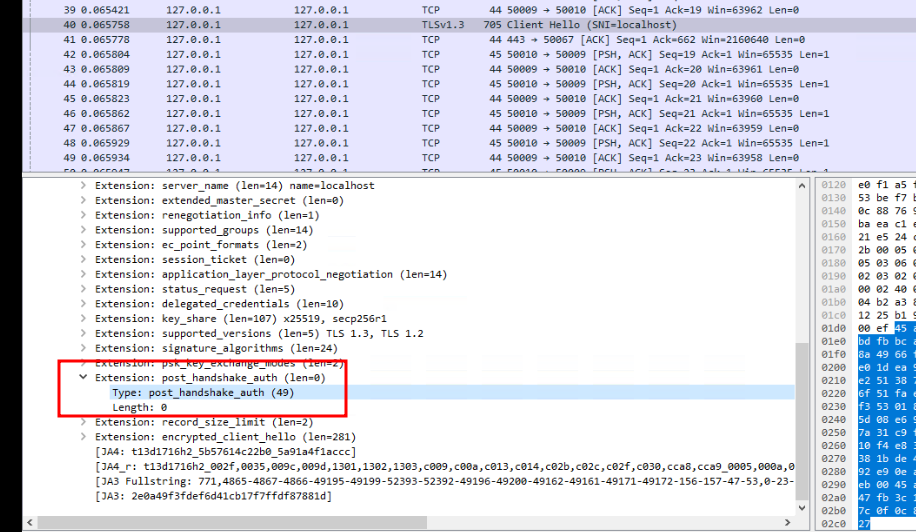 39 0.065421 127.0.0.1 127.0.0.1 TCP 44 50009 → 50010 [ACK] Seq=1 Ack=19 Win=63962 Len=0
40 0.065758 127.0.0.1 127.0.0.1 TLSv1.3 705 Client Hello (SNI=localhost)
41 0.065778 127.0.0.1 127.0.0.1 TCP 44 443 → 50067 [ACK] Seq=1 Ack=662 Win=2160640 Len=0
42 0.065804 127.0.0.1 127.0.0.1 TCP 45 50010 → 50009 [PSH, ACK] Seq=19 Ack=1 Win=65535 Len=1
43 0.065809 127.0.0.1 127.0.0.1 TCP 44 50009 → 50010 [ACK] Seq=1 Ack=20 Win=63961 Len=0
44 0.065819 127.0.0.1 127.0.0.1 TCP 45 50010 → 50009 [PSH, ACK] Seq=20 Ack=1 Win=65535 Len=1
45 0.065823 127.0.0.1 127.0.0.1 TCP 44 50009 → 50010 [ACK] Seq=1 Ack=21 Win=63960 Len=0
46 0.065862 127.0.0.1 127.0.0.1 TCP 45 50010 → 50009 [PSH, ACK] Seq=21 Ack=1 Win=65535 Len=1
47 0.065867 127.0.0.1 127.0.0.1 TCP 44 50009 → 50010 [ACK] Seq=1 Ack=22 Win=63959 Len=0
48 0.065929 127.0.0.1 127.0.0.1 TCP 45 50010 → 50009 [PSH, ACK] Seq=22 Ack=1 Win=65535 Len=1
49 0.065934 127.0.0.1 127.0.0.1 TCP 44 50009 → 50010 [ACK] Seq=1 Ack=23 Win=63958 Len=0
Extension: server_name (len=14) name=localhost
Extension: extended_master_secret (len=0)
Extension: renegotiation_info (len=1)
Extension: supported_groups (len=14)
Extension: ec_point_formats (len=2)
Extension: session_ticket (len=0)
Extension: application_layer_protocol_negotiation (len=14)
Extension: status_request (len=5)
Extension: delegated_credentials (len=10)
Extension: key_share (len=107) x25519, secp256r1
Extension: supported_versions (len=5) TLS 1.3, TLS 1.2
Extension: signature_algorithms (len=24)
Extension: psk_key_exchange_modes (len=2)
Extension: post_handshake_auth (len=0)
Type: post_handshake_auth (49)
Length: 0
Extension: record_size_limit (len=2)
Extension: encrypted_client_hello (len=281)
[JA4: t13d1716h2_5b57614c22b0_5a91a4f1accc]
[JA4_r: t13d1716h2_002f,0035,009c,009d,1301,1302,1303,c009,c00a,c013,c014,c02b,c02c,c02f,c030,cca8,cca9_0005,000a,0
[JA3 Fullstring: 771,4865-4867-4866-49195-49199-52393-52392-49196-49200-49162-49161-49171-49172-156-157-47-53,0-23-
[JA3: 2e0a49f3fdef6d41cb17f7ffdf87881d]
0120 e0 f1 a5
0130 53 be f7
0140 0c 88 76
0150 ba ea c1
0160 21 e5 24
0170 2b 00 05
0180 05 03 06
0190 02 03 02
01a0 00 02 40
01b0 04 b2 a3
01c0 12 25 b1
01d0 00 ef 45
01e0 bd fb bc
01f0 8a 49 66
0200 e0 1d ea
0210 e2 51 38
0220 6f 51 fa
0230 f3 53 01
0240 5d 08 e6
0250 7a 31 c9
0260 10 f4 e8
0270 38 1b de
0280 92 e9 0e
0290 eb 00 45
02a0 47 fb 3c
02b0 7c 0f 0c
02c0 27